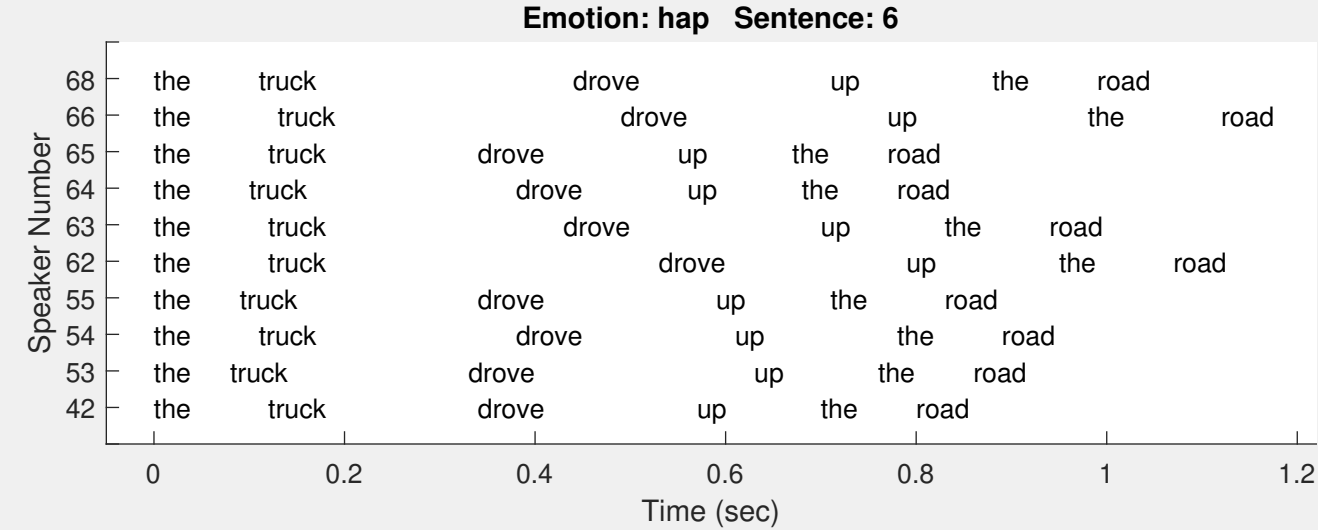 Emotion: hap   Sentence: 6
Speaker Number
68 the truck drove up the road
66 the truck drove up the road
65 the truck drove up the road
64 the truck drove up the road
63 the truck drove up the road
62 the truck drove up the road
55 the truck drove up the road
54 the truck drove up the road
53 the truck drove up the road
42 the truck drove up the road
0 0.2 0.4 0.6 0.8 1 1.2
Time (sec)